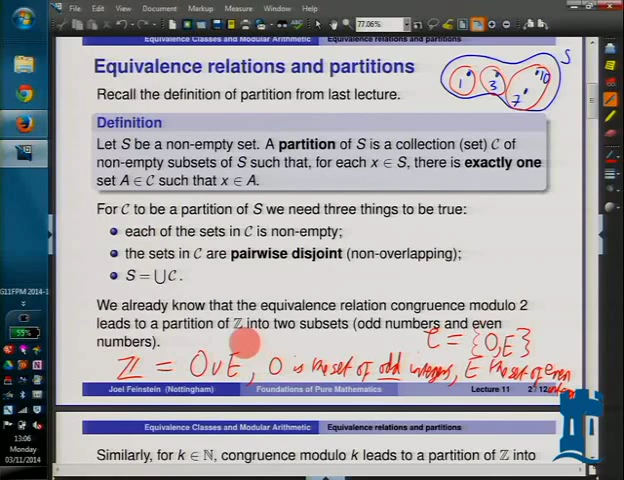 File Edit View Document Markup Measure Window Help
77.06%
Equivalence Classes and Modular Arithmetic Equivalence relations and partitions
Equivalence relations and partitions
Recall the definition of partition from last lecture.
1 3 7 10 S
Definition
Let S be a non-empty set. A partition of S is a collection (set) C of
non-empty subsets of S such that, for each x ∈ S, there is exactly one
set A ∈ C such that x ∈ A.
For C to be a partition of S we need three things to be true:
each of the sets in C is non-empty;
the sets in C are pairwise disjoint (non-overlapping);
S = ⋃C.
We already know that the equivalence relation congruence modulo 2
leads to a partition of ℤ into two subsets (odd numbers and even
numbers).
C = {O,E}
ℤ = O∪E, O is the set of odd integers, E the set of even integers
Joel Feinstein (Nottingham) Foundations of Pure Mathematics Lecture 11 2 / 12
Equivalence Classes and Modular Arithmetic Equivalence relations and partitions
Similarly, for k ∈ ℕ, congruence modulo k leads to a partition of ℤ into
55%
13:06
Monday
03/11/2014